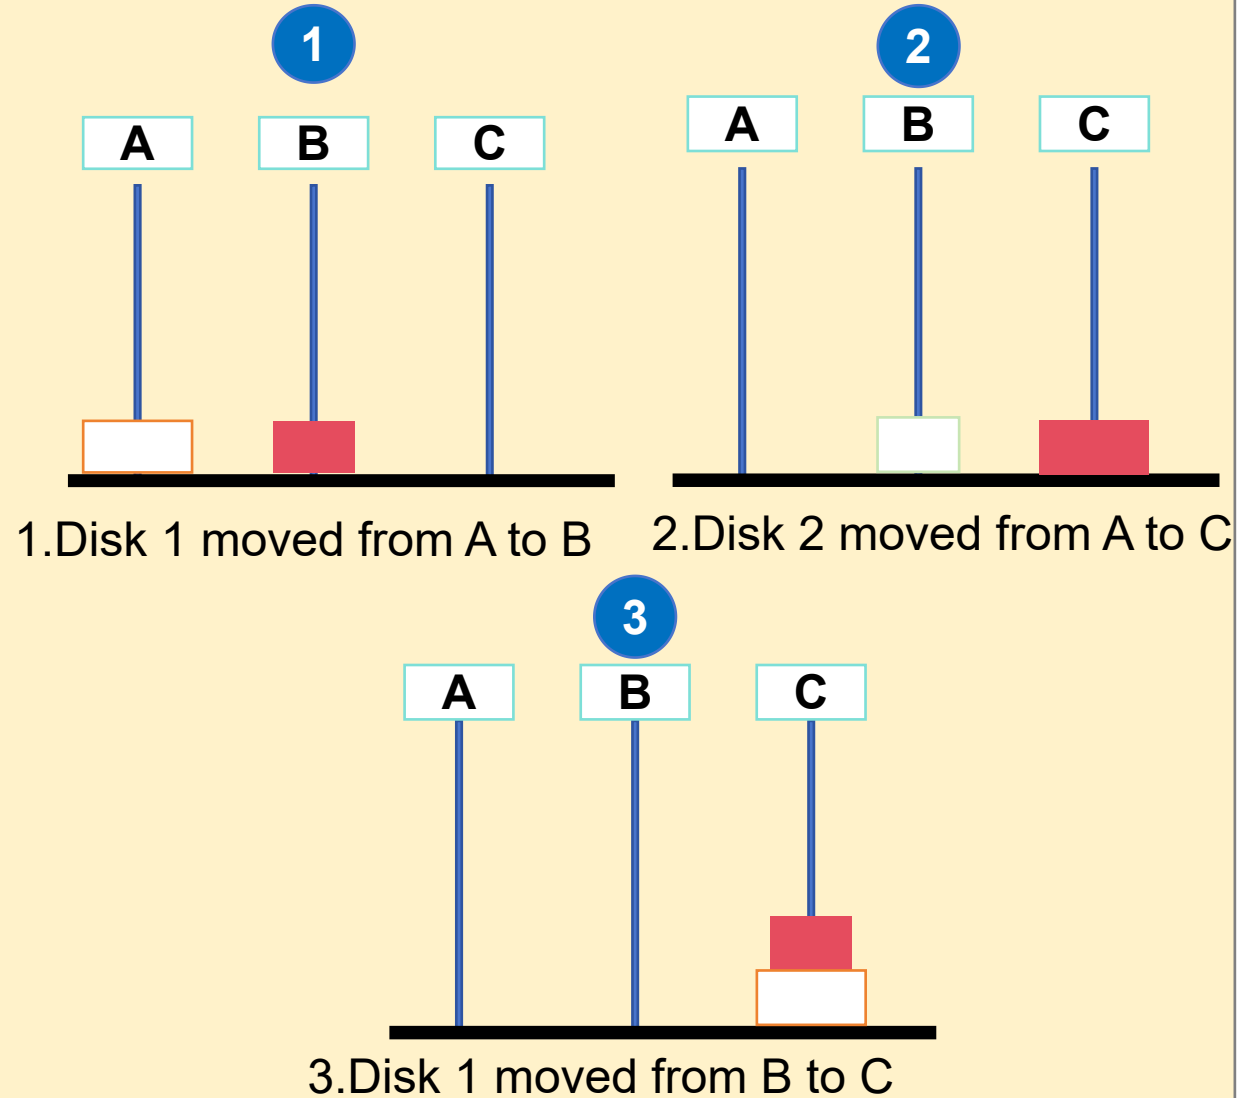 1
A B C
1.Disk 1 moved from A to B
2
A B C
2.Disk 2 moved from A to C
3
A B C
3.Disk 1 moved from B to C